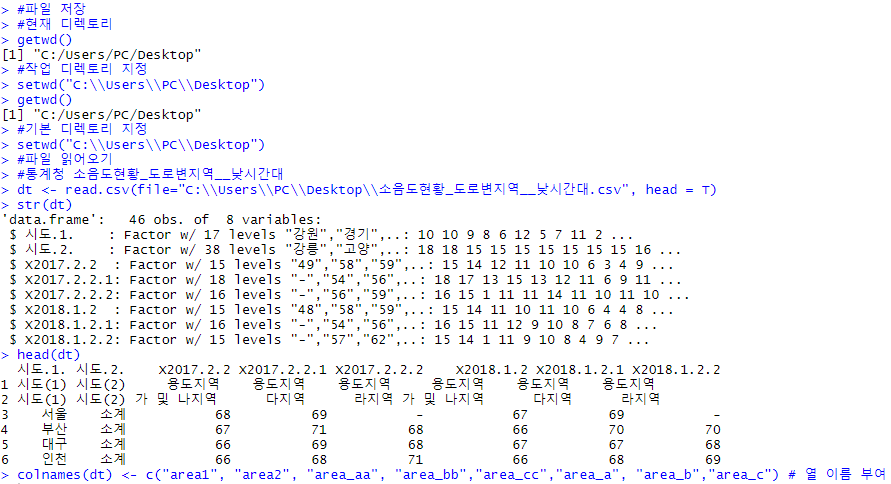 > #파일 저장
> #현재 디렉토리
> getwd()
[1] "C:/Users/PC/Desktop"
> #작업 디렉토리 지정
> setwd("C:\\Users\\PC\\Desktop")
> getwd()
[1] "C:/Users/PC/Desktop"
> #기본 디렉토리 지정
> setwd("C:\\Users\\PC\\Desktop")
> #파일 읽어오기
> #통계청 소음도현황_도로변지역__낮시간대
> dt <- read.csv(file="C:\\Users\\PC\\Desktop\\소음도현황_도로변지역__낮시간대.csv", head = T)
> str(dt)
'data.frame':   46 obs. of  8 variables:
 $ 시도.1.    : Factor w/ 17 levels "강원","경기",..: 10 10 9 8 6 12 5 7 11 2 ...
 $ 시도.2.    : Factor w/ 38 levels "강릉","고양",..: 18 18 15 15 15 15 15 15 15 16 ...
 $ X2017.2.2  : Factor w/ 15 levels "49","58","59",..: 15 14 12 11 10 10 6 3 4 9 ...
 $ X2017.2.2.1: Factor w/ 18 levels "-","54","56",..: 18 17 13 15 13 12 11 6 9 11 ...
 $ X2017.2.2.2: Factor w/ 16 levels "-","56","59",..: 16 15 1 11 11 14 11 10 11 10 ...
 $ X2018.1.2  : Factor w/ 15 levels "48","58","59",..: 15 14 11 10 11 10 6 4 4 8 ...
 $ X2018.1.2.1: Factor w/ 16 levels "-","54","56",..: 16 15 11 12 9 10 8 7 6 8 ...
 $ X2018.1.2.2: Factor w/ 15 levels "-","57","62",..: 15 14 1 11 9 10 8 4 9 7 ...
> head(dt)
  시도.1. 시도.2.    X2017.2.2 X2017.2.2.1 X2017.2.2.2    X2018.1.2 X2018.1.2.1 X2018.1.2.2
1 시도(1) 시도(2)     용도지역    용도지역    용도지역     용도지역    용도지역    용도지역
2 시도(1) 시도(2) 가 및 나지역      다지역      라지역 가 및 나지역      다지역      라지역
3    서울    소계           68          69           -           67          69           -
4    부산    소계           67          71          68           66          70          70
5    대구    소계           66          69          68           67          67          68
6    인천    소계           66          68          71           66          68          69
> colnames(dt) <- c("area1", "area2", "area_aa", "area_bb","area_cc","area_a", "area_b","area_c") # 열 이름 부여